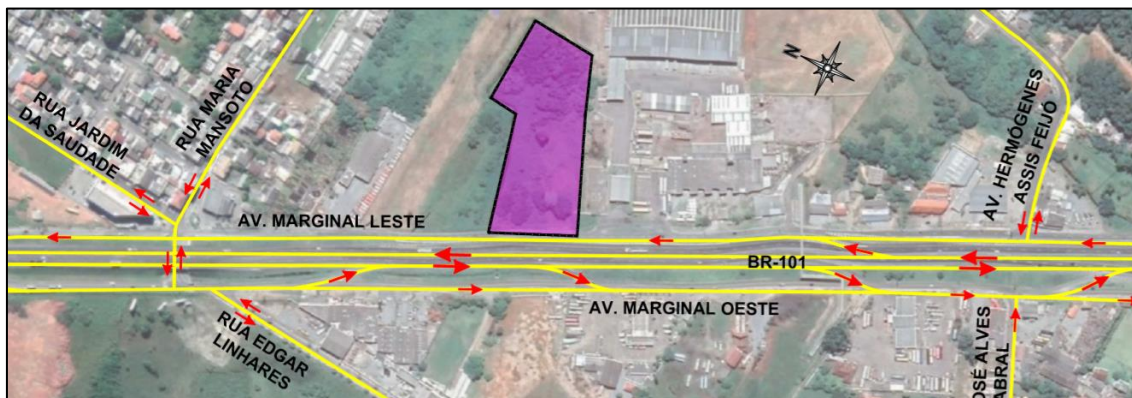 N
RUA JARDIM
DA SAUDADE
RUA MARIA
MANSOTO
AV. HERMÓGENES
ASSIS FEIJÓ
AV. MARGINAL LESTE
BR-101
AV. MARGINAL OESTE
RUA EDGAR
LINHARES
JOSÉ ALVES
CABRAL